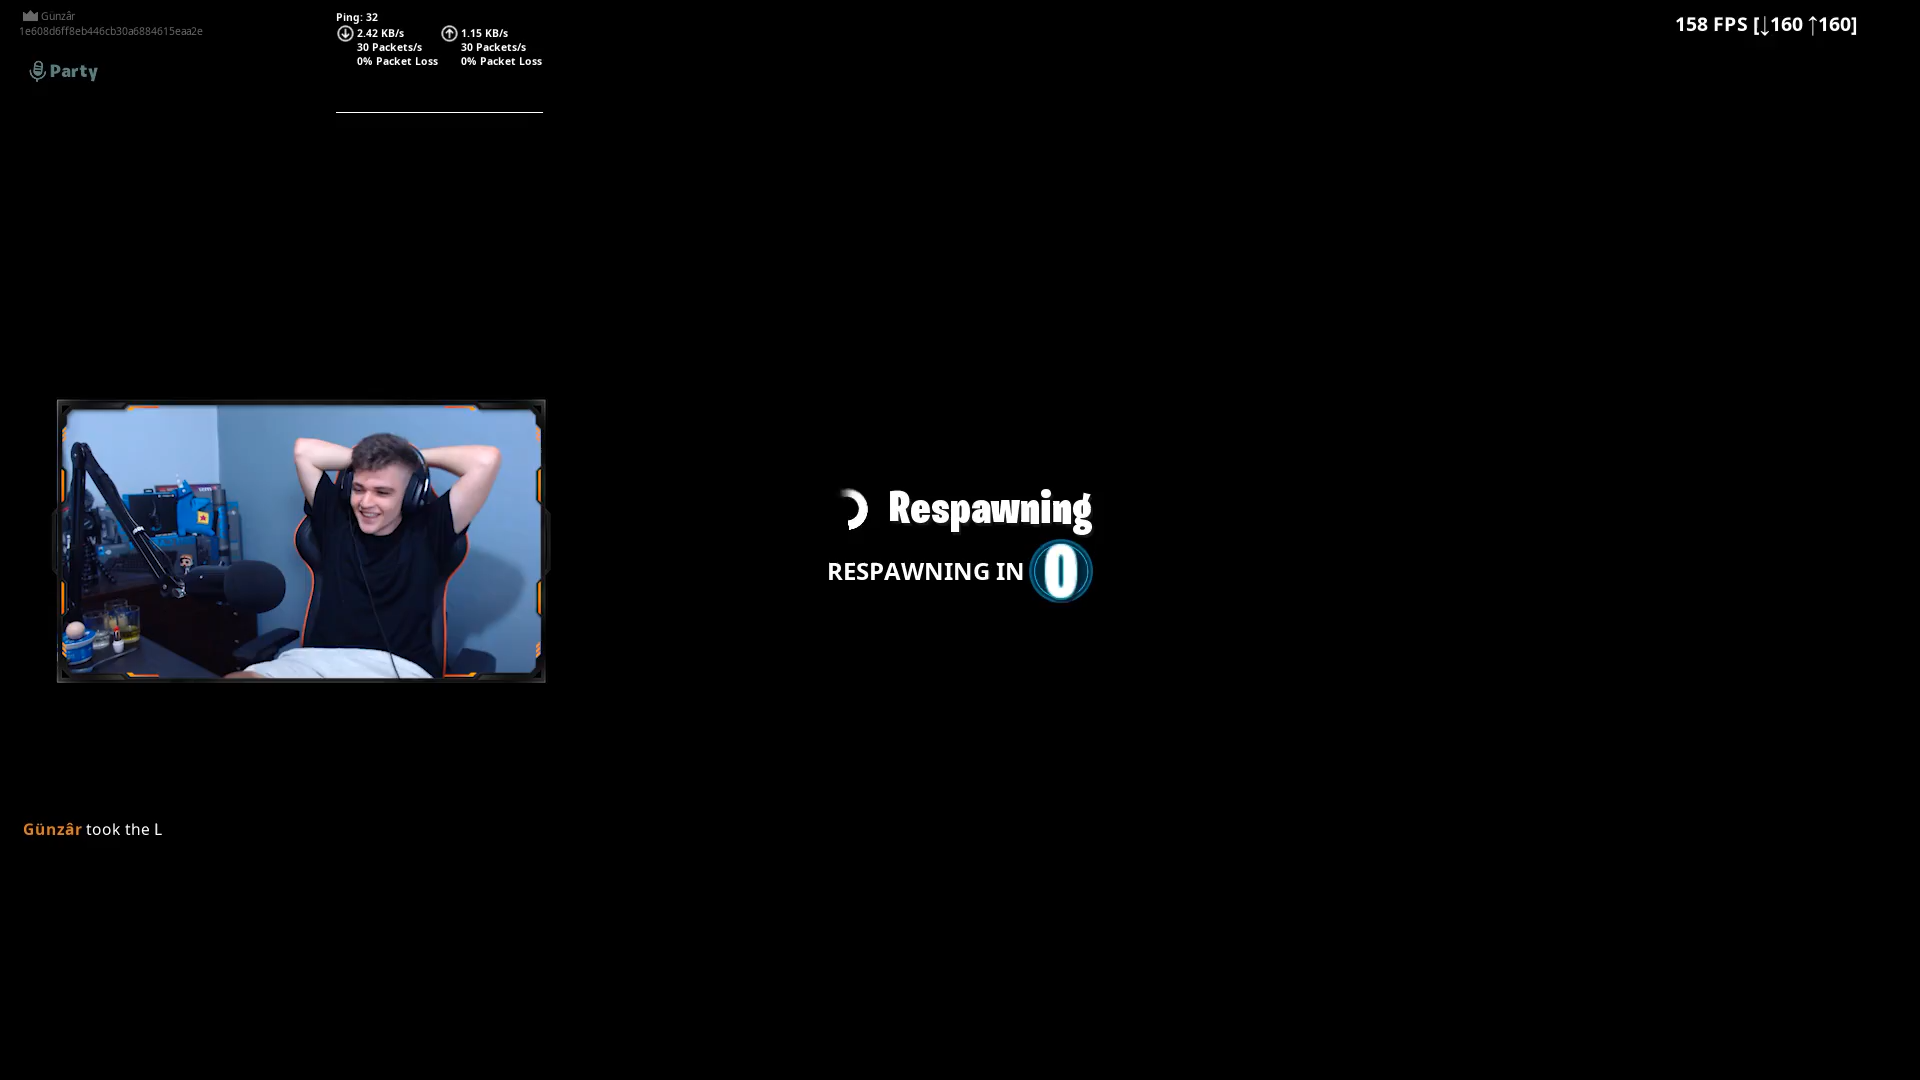 Günzâr
1e608d6ff8eb446cb30a6884615eaa2e
Party
Ping: 32
2.42 KB/s
30 Packets/s
0% Packet Loss
1.15 KB/s
30 Packets/s
0% Packet Loss
158 FPS [↓160 ↑160]
Respawning
RESPAWNING IN 0
Günzâr took the L